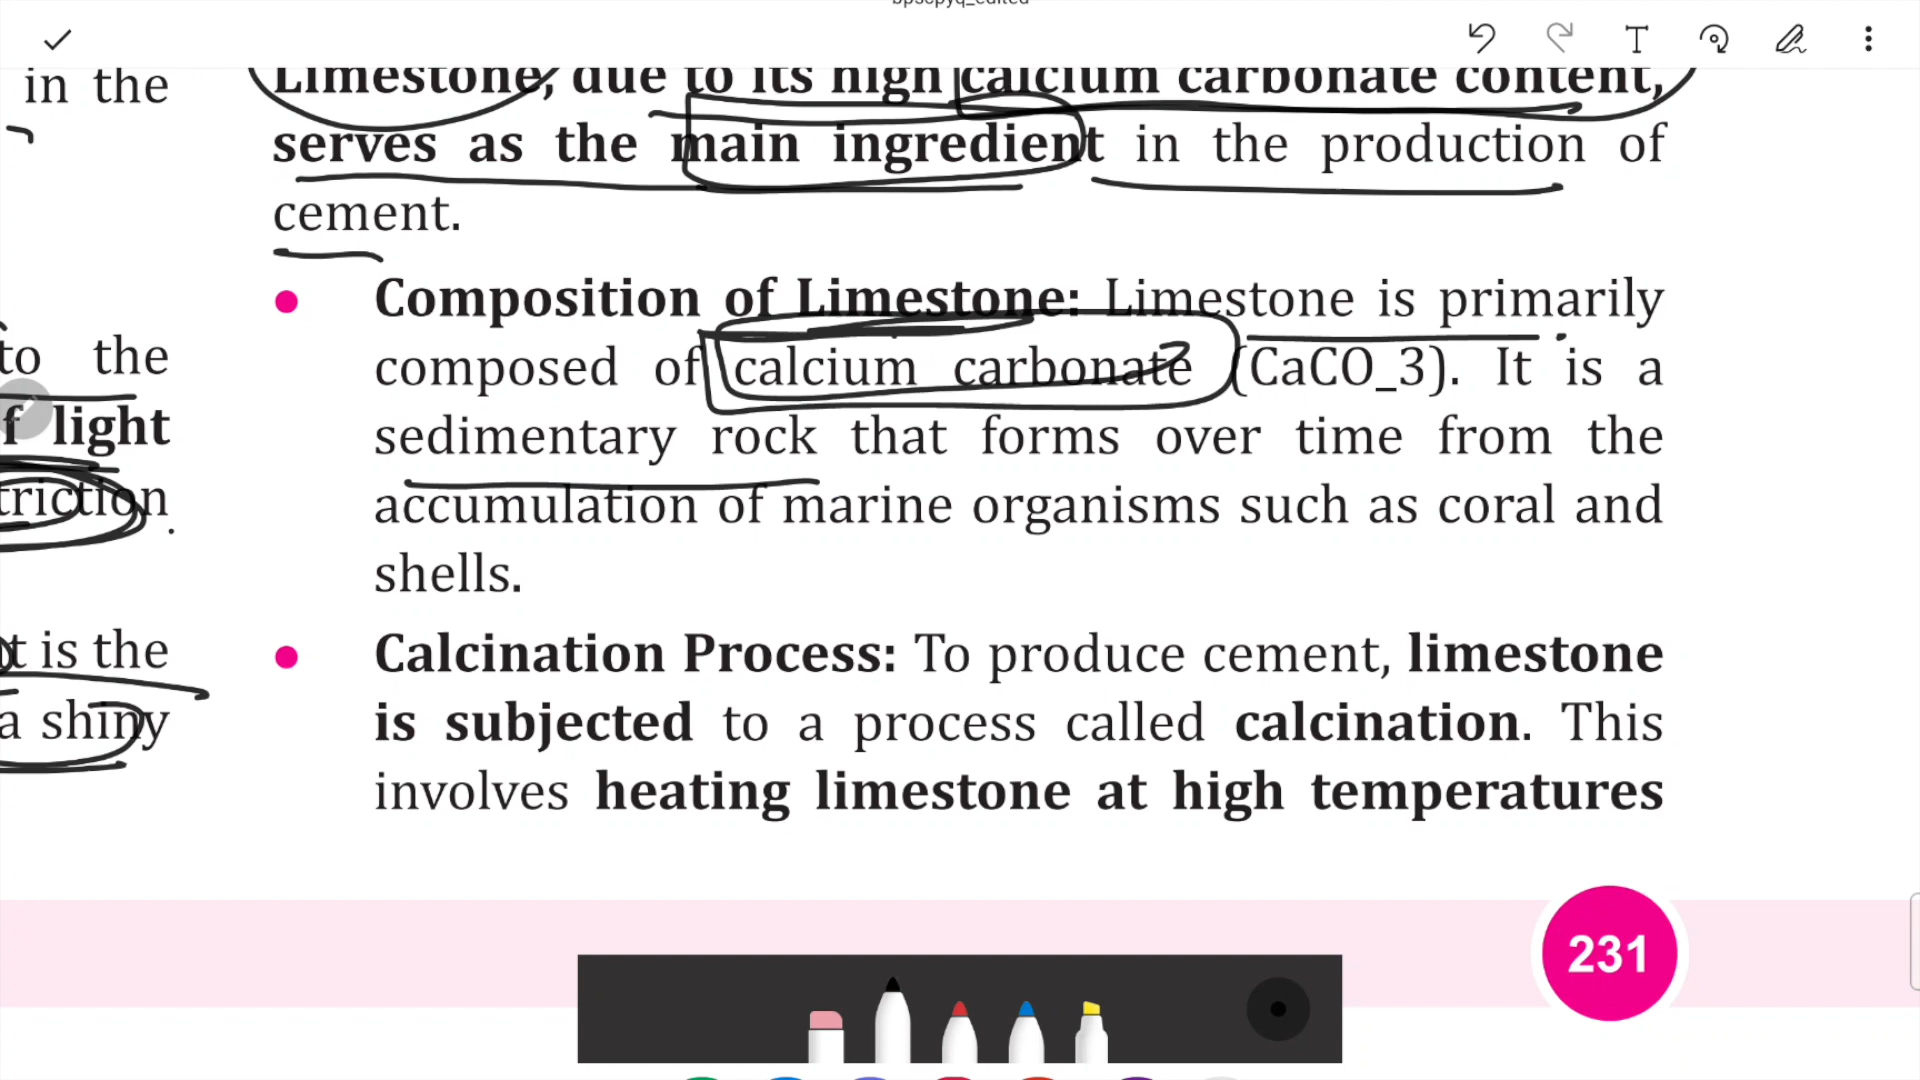 bpscpyq_edited
in the
to the
f light
triction
t is the
a shiny
Limestone, due to its high calcium carbonate content,
serves as the main ingredient in the production of
cement.
Composition of Limestone: Limestone is primarily
composed of calcium carbonate (CaCO_3). It is a
sedimentary rock that forms over time from the
accumulation of marine organisms such as coral and
shells.
Calcination Process: To produce cement, limestone
is subjected to a process called calcination. This
involves heating limestone at high temperatures
231